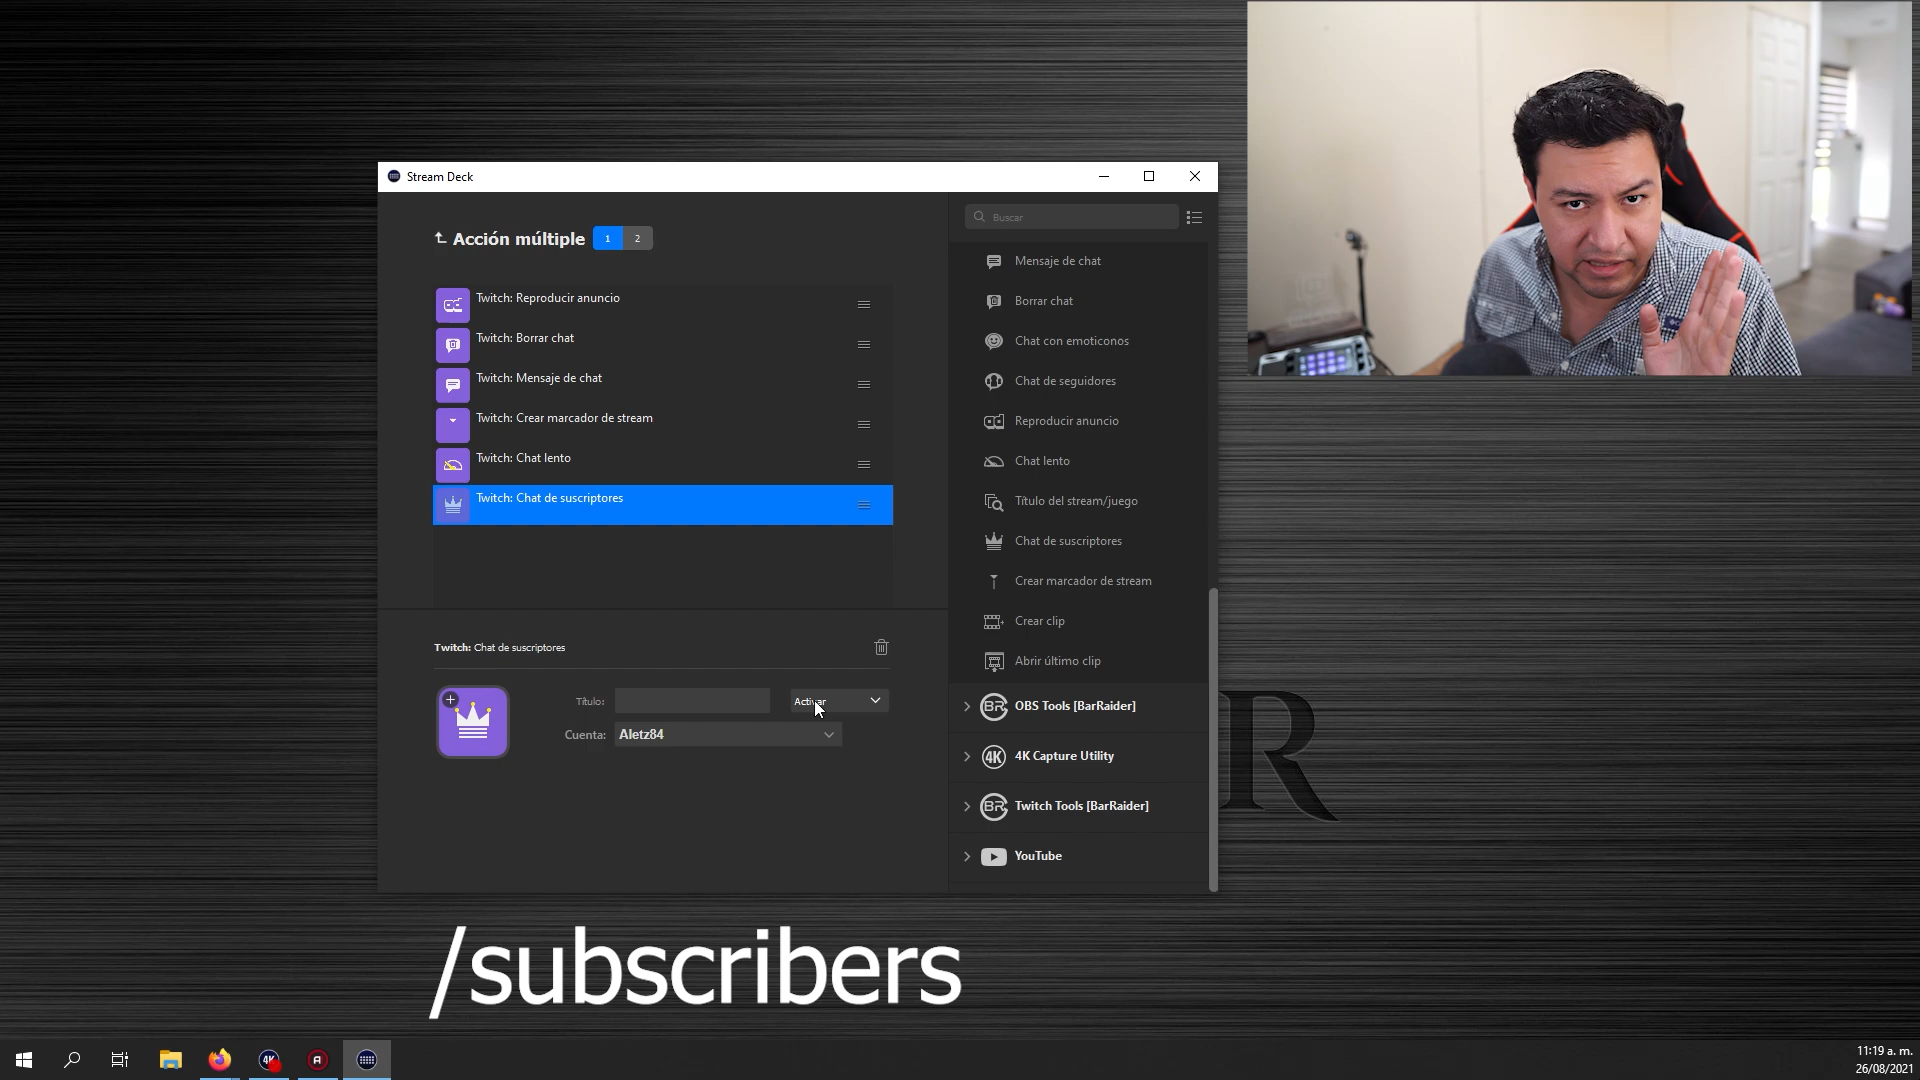 Stream Deck
Acción múltiple 1 2
Twitch: Reproducir anuncio
Twitch: Borrar chat
Twitch: Mensaje de chat
Twitch: Crear marcador de stream
Twitch: Chat lento
Twitch: Chat de suscriptores
Twitch: Chat de suscriptores
Título:
Activar
Cuenta: Aletz84
Buscar
Mensaje de chat
Borrar chat
Chat con emoticonos
Chat de seguidores
Reproducir anuncio
Chat lento
Título del stream/juego
Chat de suscriptores
Crear marcador de stream
Crear clip
Abrir último clip
BR OBS Tools [BarRaider]
4K 4K Capture Utility
BR Twitch Tools [BarRaider]
YouTube
R
/subscribers
4K
A
11:19 a. m.
26/08/2021